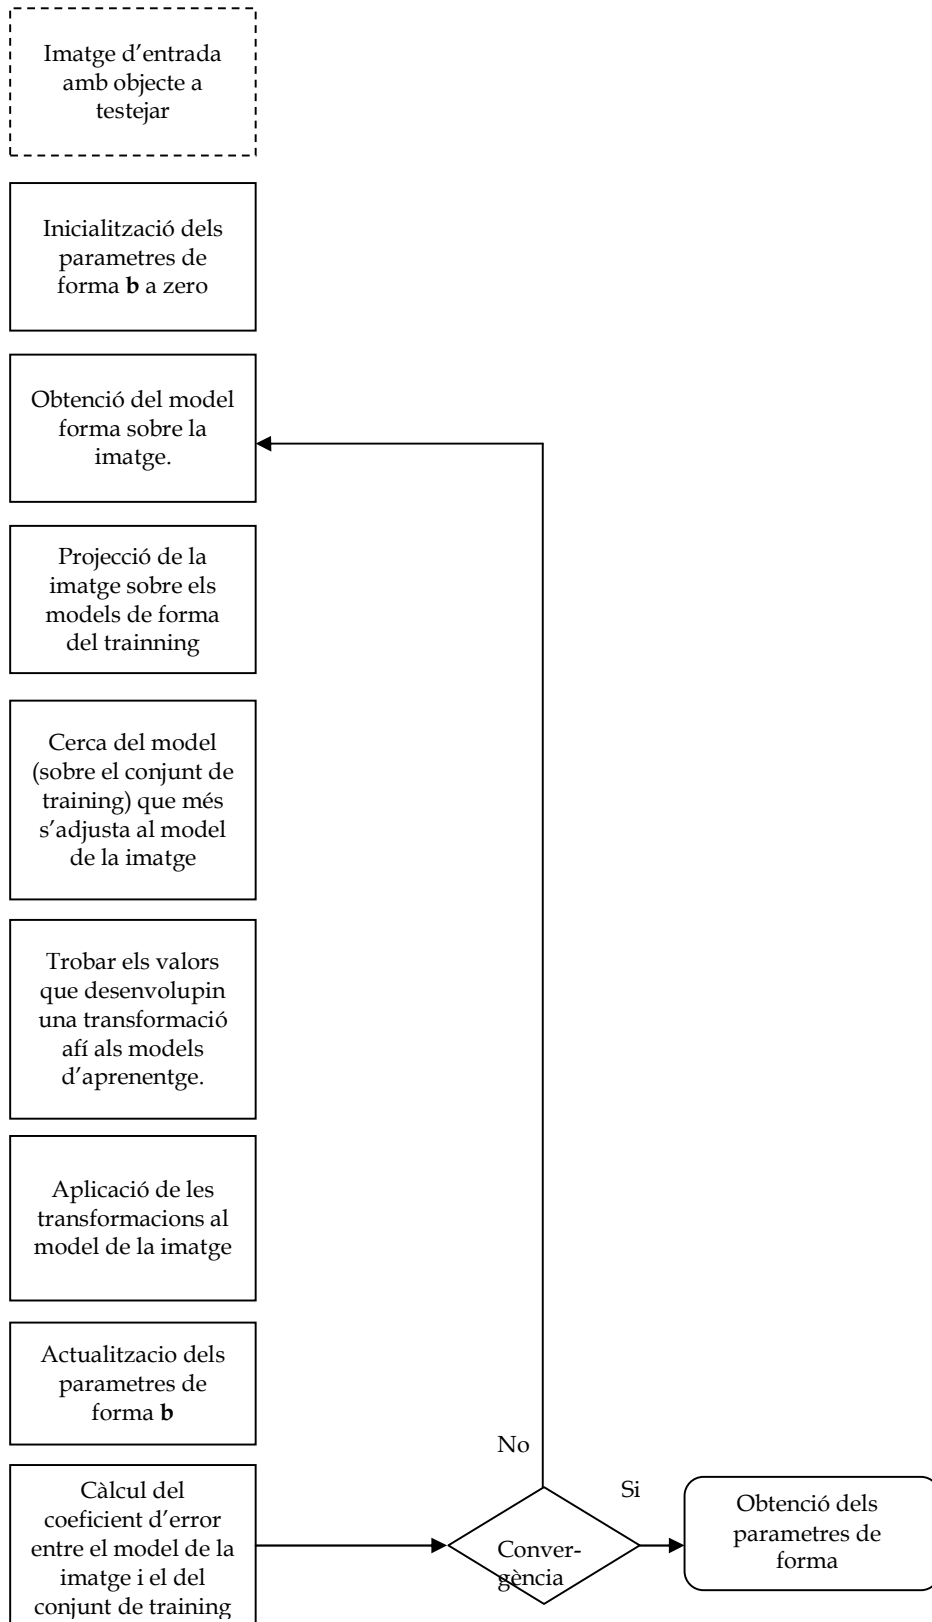 Imatge d'entrada
amb objecte a
testejar
Inicialització dels
parametres de
forma b a zero
Obtenció del model
forma sobre la
imatge.
Projecció de la
imatge sobre els
models de forma
del trainning
Cerca del model
(sobre el conjunt de
training) que més
s'adjusta al model
de la imatge
Trobar els valors
que desenvolupin
una transformació
afí als models
d'aprenentge.
Aplicació de les
transformacions al
model de la imatge
Actualitzacio dels
parametres de
forma b
Càlcul del
coeficient d'error
entre el model de la
imatge i el del
conjunt de training
No
Conver-
gència
Si
Obtenció dels
parametres de
forma